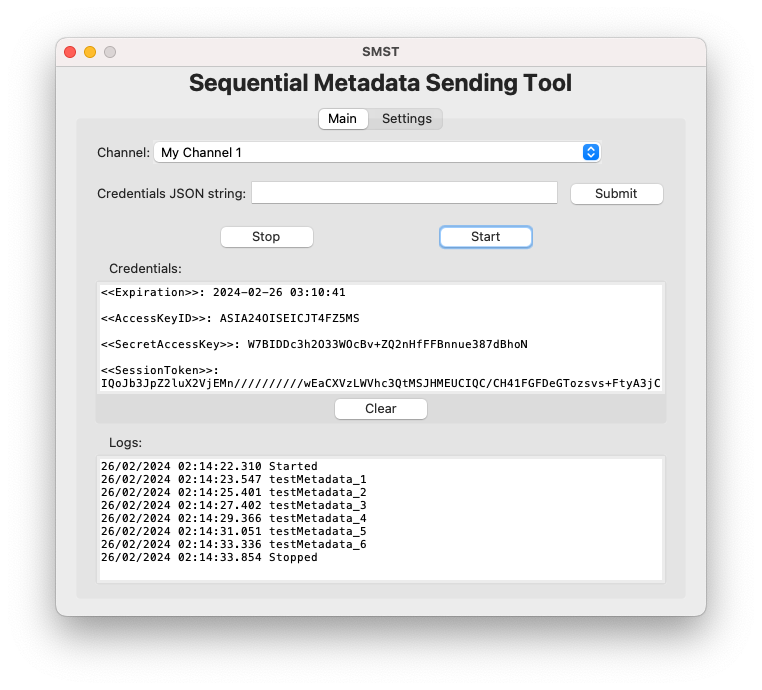 SMST
Sequential Metadata Sending Tool
Main Settings
Channel: My Channel 1
Credentials JSON string: Submit
Stop Start
Credentials:
<<Expiration>>: 2024-02-26 03:10:41
<<AccessKeyID>>: ASIA24OISEICJT4FZ5MS
<<SecretAccessKey>>: W7BIDDc3h2O33WOcBv+ZQ2nHfFFBnnue387dBhoN
<<SessionToken>>:
IQoJb3JpZ2luX2VjEMn//////////wEaCXVzLWVhc3QtMSJHMEUCIQC/CH41FGFDeGTozsvs+FtyA3jC
Clear
Logs:
26/02/2024 02:14:22.310 Started
26/02/2024 02:14:23.547 testMetadata_1
26/02/2024 02:14:25.401 testMetadata_2
26/02/2024 02:14:27.402 testMetadata_3
26/02/2024 02:14:29.366 testMetadata_4
26/02/2024 02:14:31.051 testMetadata_5
26/02/2024 02:14:33.336 testMetadata_6
26/02/2024 02:14:33.854 Stopped